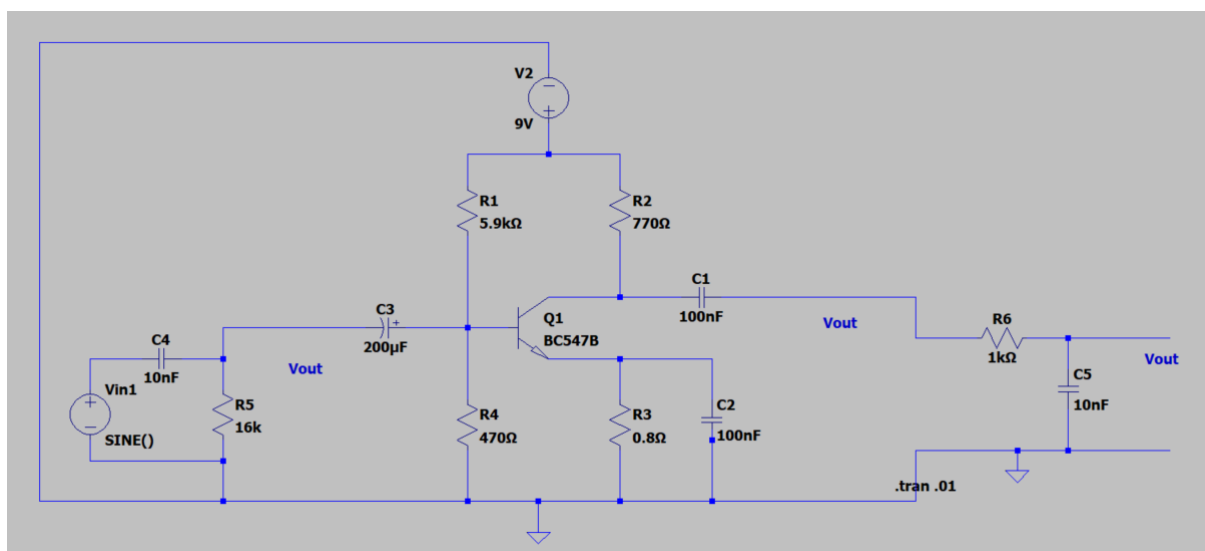 V2
9V
R1
5.9kΩ
R2
770Ω
C1
100nF
C3
200µF
Q1
BC547B
Vout
R6
1kΩ
C4
10nF
Vout
Vout
Vin1
SINE()
R5
16k
R4
470Ω
R3
0.8Ω
C2
100nF
C5
10nF
.tran .01